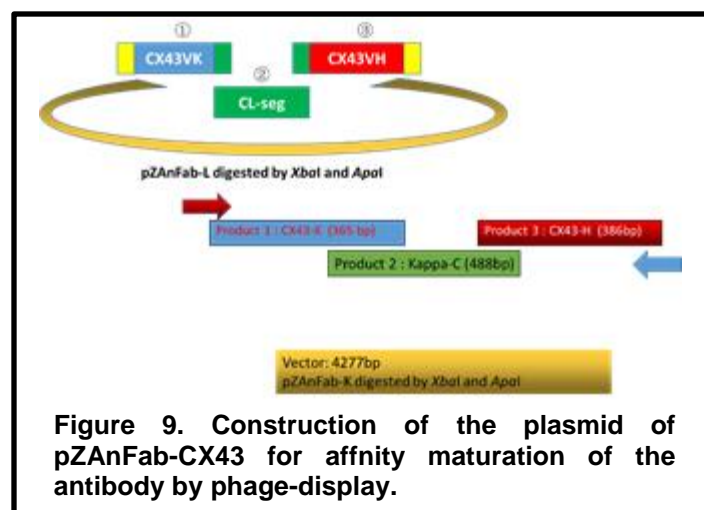 ① ③
CX43VK CX43VH
②
CL-seg
pZAnFab-L digested by XbaI and ApaI
Product 1 : CX43-K (365 bp) Product 3 : CX43-H (386bp)
Product 2 : Kappa-C (488bp)
Vector: 4277bp
pZAnFab-K digested by XbaI and ApaI
Figure 9. Construction of the plasmid of
pZAnFab-CX43 for affnity maturation of the
antibody by phage-display.